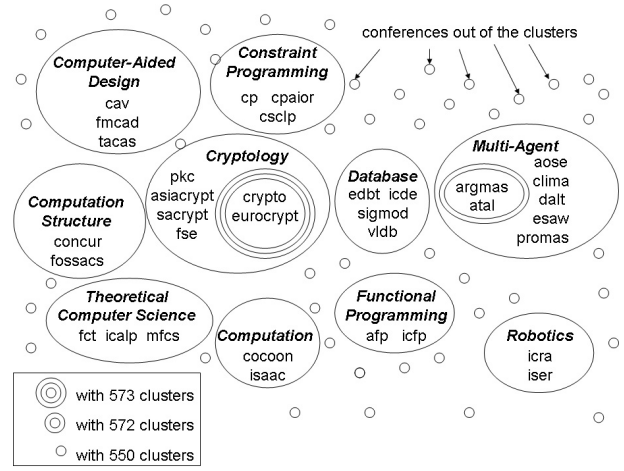 conferences out of the clusters
Computer-Aided
Design
cav
fmcad
tacas
Constraint
Programming
cp cpaior
csclp
Cryptology
pkc
asiacrypt
sacrypt
fse
crypto
eurocrypt
Database
edbt icde
sigmod
vldb
Multi-Agent
argmas
atal
aose
clima
dalt
esaw
promas
Computation
Structure
concur
fossacs
Theoretical
Computer Science
fct icalp mfcs
Computation
cocoon
isaac
Functional
Programming
afp icfp
Robotics
icra
iser
with 573 clusters
with 572 clusters
with 550 clusters